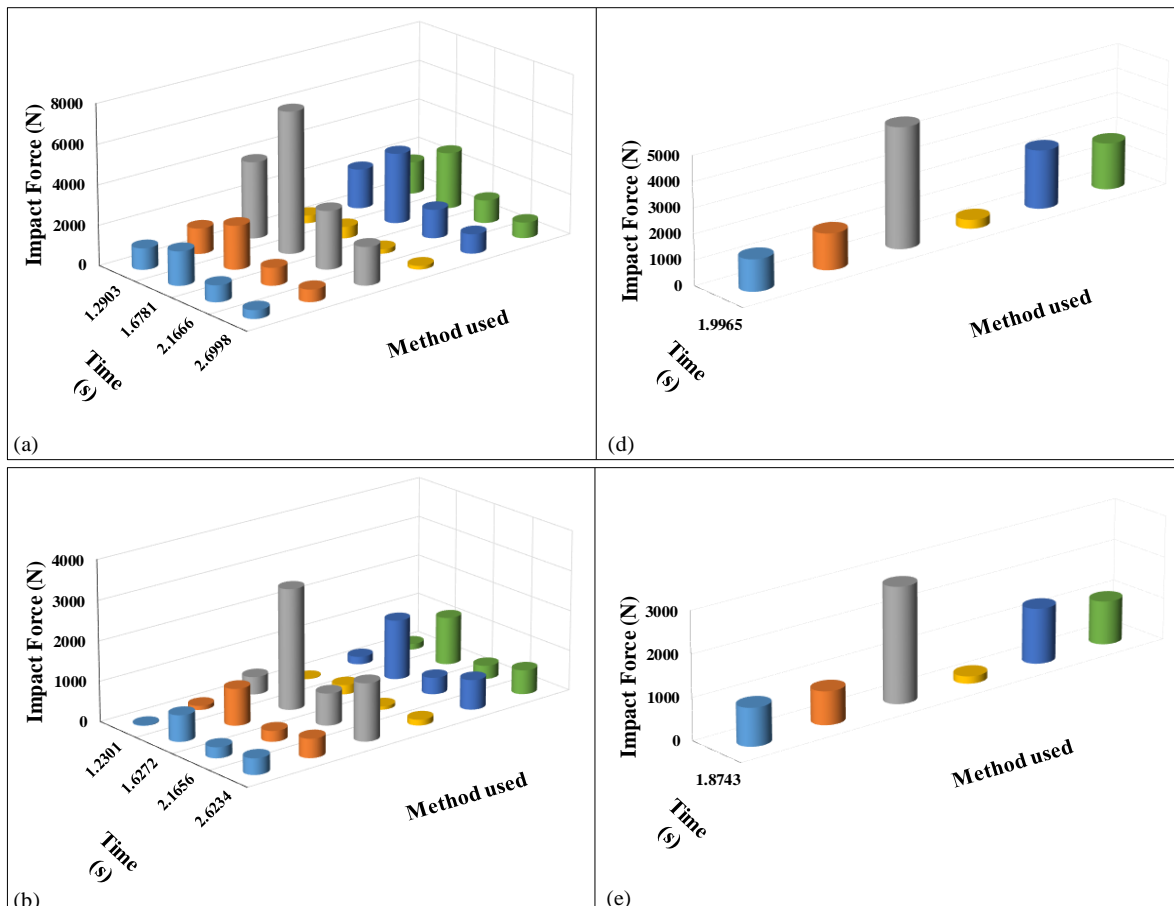 Impact Force (N)
8000
6000
4000
2000
0
1.2903
1.6781
2.1666
2.6998
Time
(s)
Method used
(a)
Impact Force (N)
5000
4000
3000
2000
1000
0
1.9965
Time
(s)
Method used
(d)
Impact Force (N)
4000
3000
2000
1000
0
1.2301
1.6272
2.1656
2.6234
Time
(s)
Method used
(b)
Impact Force (N)
3000
2000
1000
0
1.8743
Time
(s)
Method used
(e)